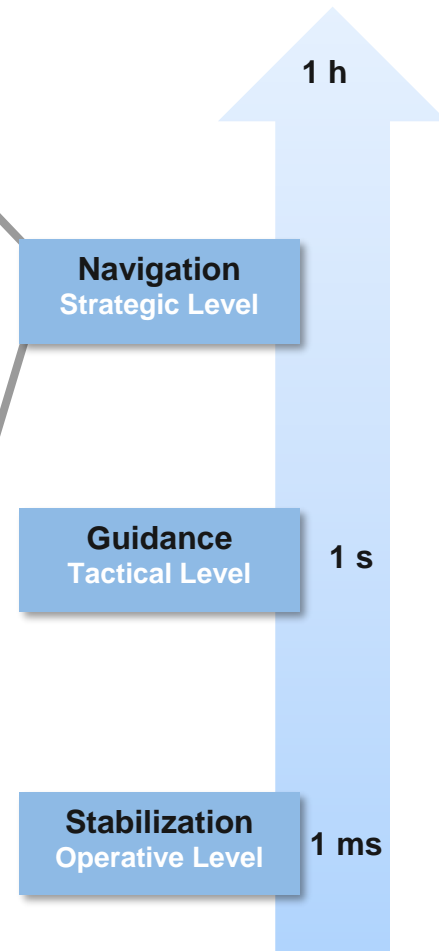 1 h
Navigation
Strategic Level
Guidance
Tactical Level
1 s
Stabilization
Operative Level
1 ms